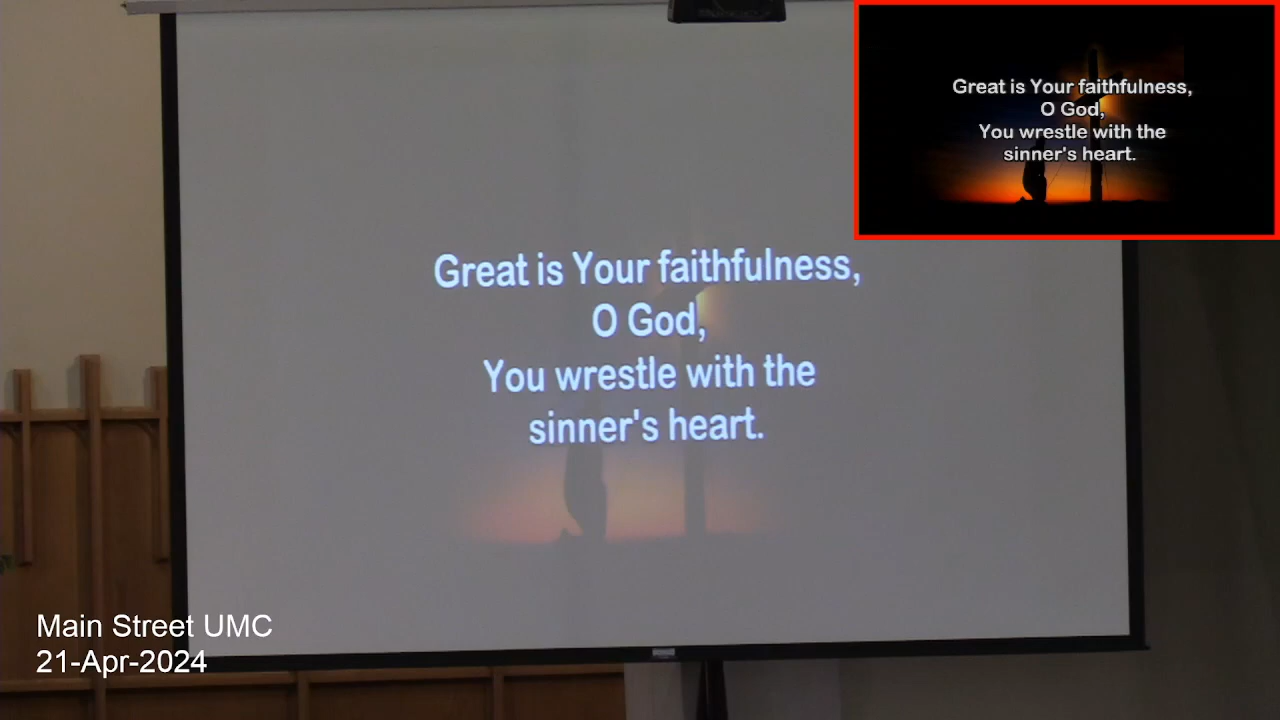 Great is Your faithfulness,
O God,
You wrestle with the
sinner's heart.
Great is Your faithfulness,
O God,
You wrestle with the
sinner's heart.
Main Street UMC
21-Apr-2024